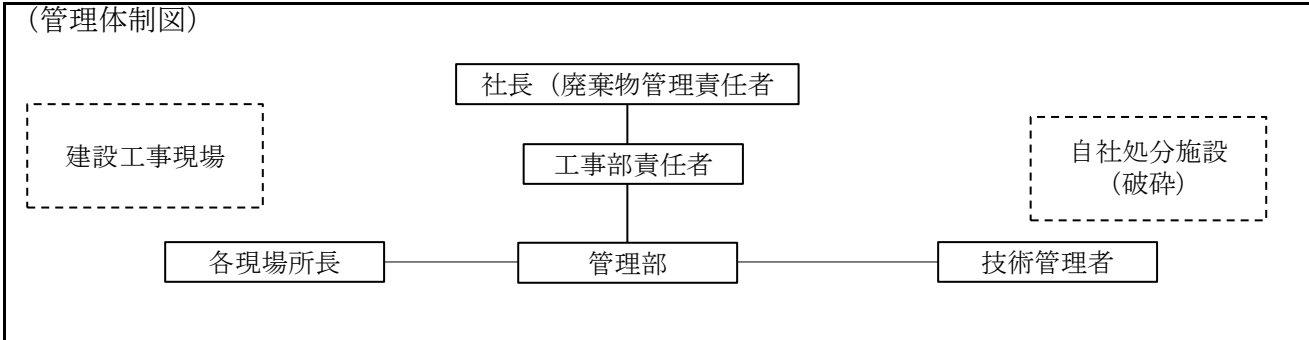 （管理体制図）
社長（廃棄物管理責任者
建設工事現場
工事部責任者
自社処分施設
（破砕）
各現場所長
管理部
技術管理者